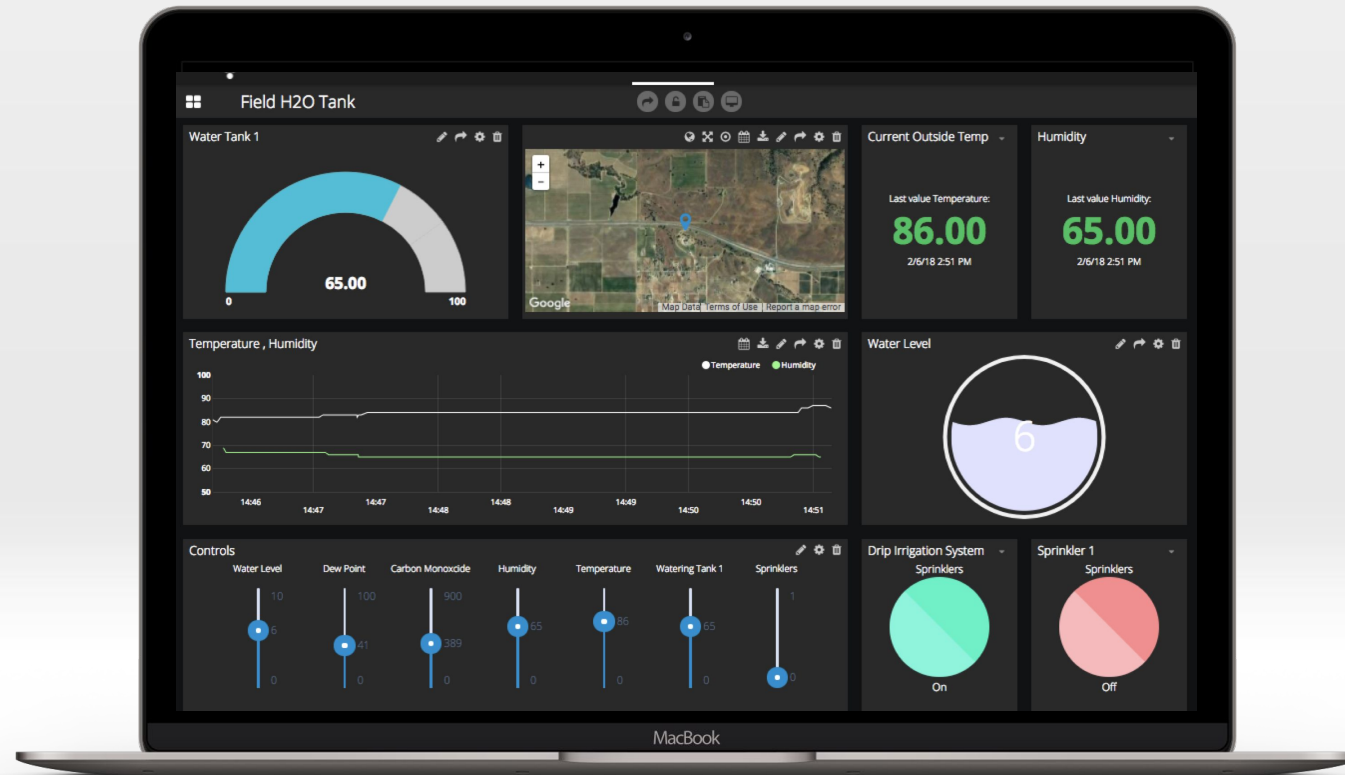 Field H2O Tank
Water Tank 1
65.00
0
100
+
−
Google
Map Data
Terms of Use
Report a map error
Current Outside Temp
Last value Temperature:
86.00
2/6/18 2:51 PM
Humidity
Last value Humidity:
65.00
2/6/18 2:51 PM
Temperature , Humidity
Temperature
Humidity
100
90
80
70
60
50
14:46
14:47
14:47
14:48
14:48
14:49
14:49
14:50
14:50
14:51
Water Level
6
Controls
Water Level
10
6
0
Dew Point
100
41
0
Carbon Monoxcide
900
389
0
Humidity
65
0
Temperature
86
0
Watering Tank 1
65
0
Sprinklers
1
0
Drip Irrigation System
Sprinklers
On
Sprinkler 1
Sprinklers
Off
MacBook